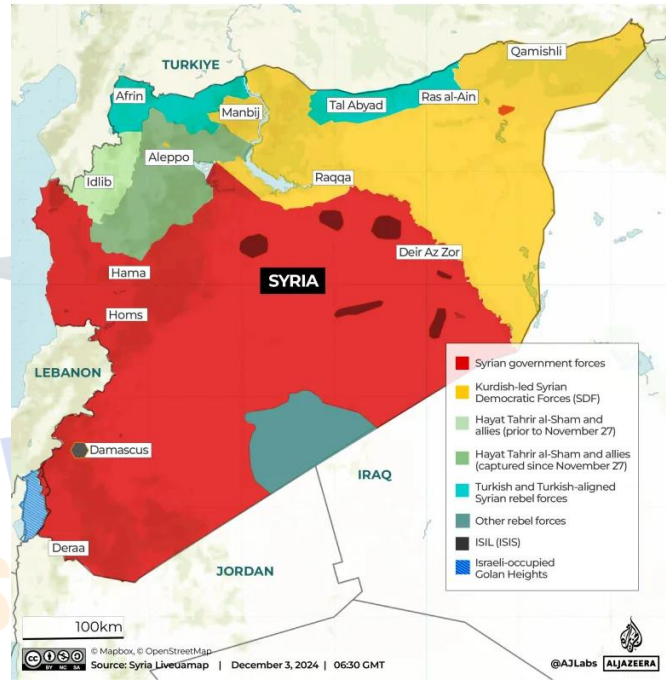 TURKIYE
Qamishli
Afrin
Manbij
Tal Abyad
Ras al-Ain
Aleppo
Idlib
Raqqa
Deir Az Zor
Hama
SYRIA
Homs
LEBANON
Damascus
IRAQ
Deraa
JORDAN
Syrian government forces
Kurdish-led Syrian
Democratic Forces (SDF)
Hayat Tahrir al-Sham and
allies (prior to November 27)
Hayat Tahrir al-Sham and allies
(captured since November 27)
Turkish and Turkish-aligned
Syrian rebel forces
Other rebel forces
ISIL (ISIS)
Israeli-occupied
Golan Heights
100km
CC BY NC SA
© Mapbox, © OpenStreetMap
Source: Syria Liveuamap | December 3, 2024 | 06:30 GMT
@AJLabs
ALJAZEERA